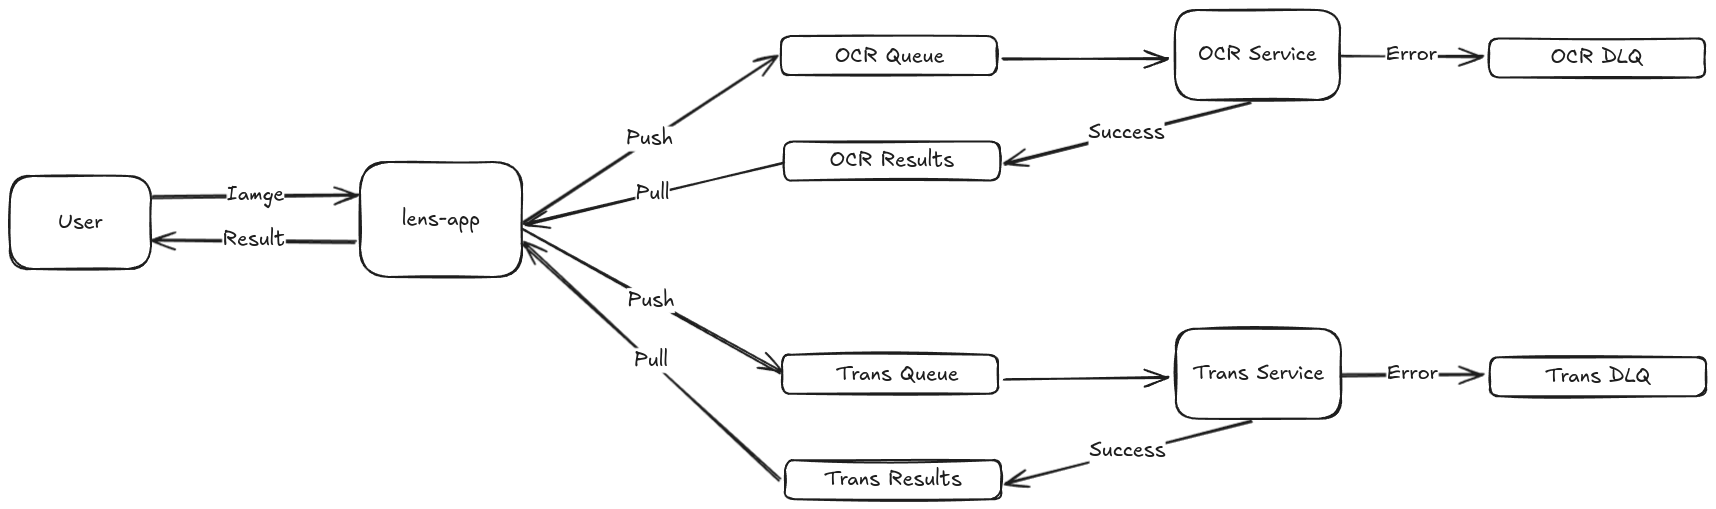 OCR Queue
OCR Service
Error
OCR DLQ
Push
Success
OCR Results
Pull
Iamge
User
lens-app
Result
Push
Pull
Trans Queue
Trans Service
Error
Trans DLQ
Success
Trans Results